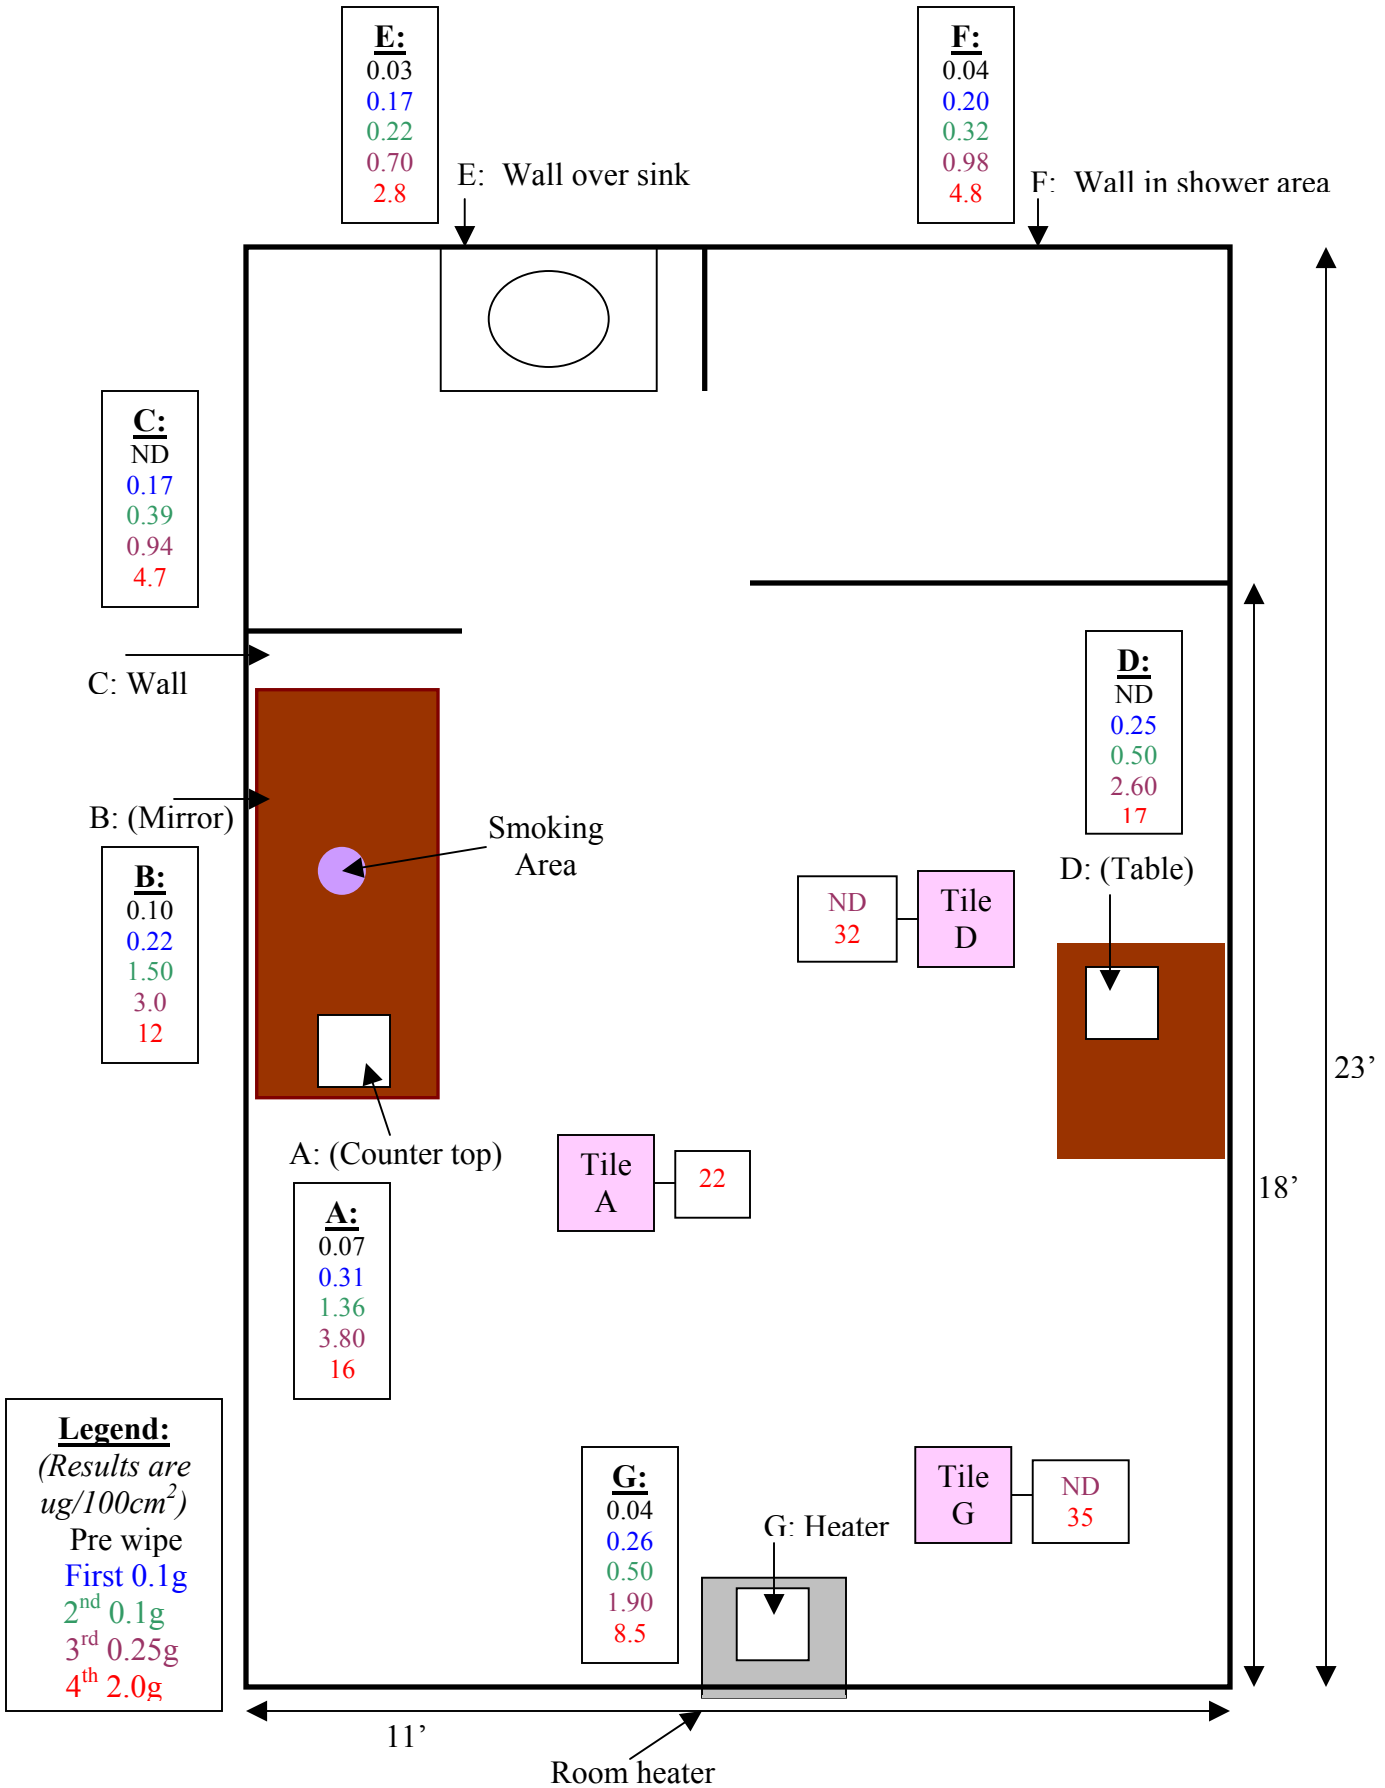 E:
0.03
0.17
0.22
0.70
2.8
F:
0.04
0.20
0.32
0.98
4.8
E: Wall over sink
F: Wall in shower area
C:
ND
0.17
0.39
0.94
4.7
C: Wall
D:
ND
0.25
0.50
2.60
17
B: (Mirror)
Smoking
Area
D: (Table)
B:
0.10
0.22
1.50
3.0
12
ND
32
Tile
D
23’
A: (Counter top)
Tile
A
22
18’
A:
0.07
0.31
1.36
3.80
16
Legend:
(Results are
ug/100cm²)
Pre wipe
First 0.1g
2nd 0.1g
3rd 0.25g
4th 2.0g
G:
0.04
0.26
0.50
1.90
8.5
G: Heater
Tile
G
ND
35
11’
Room heater